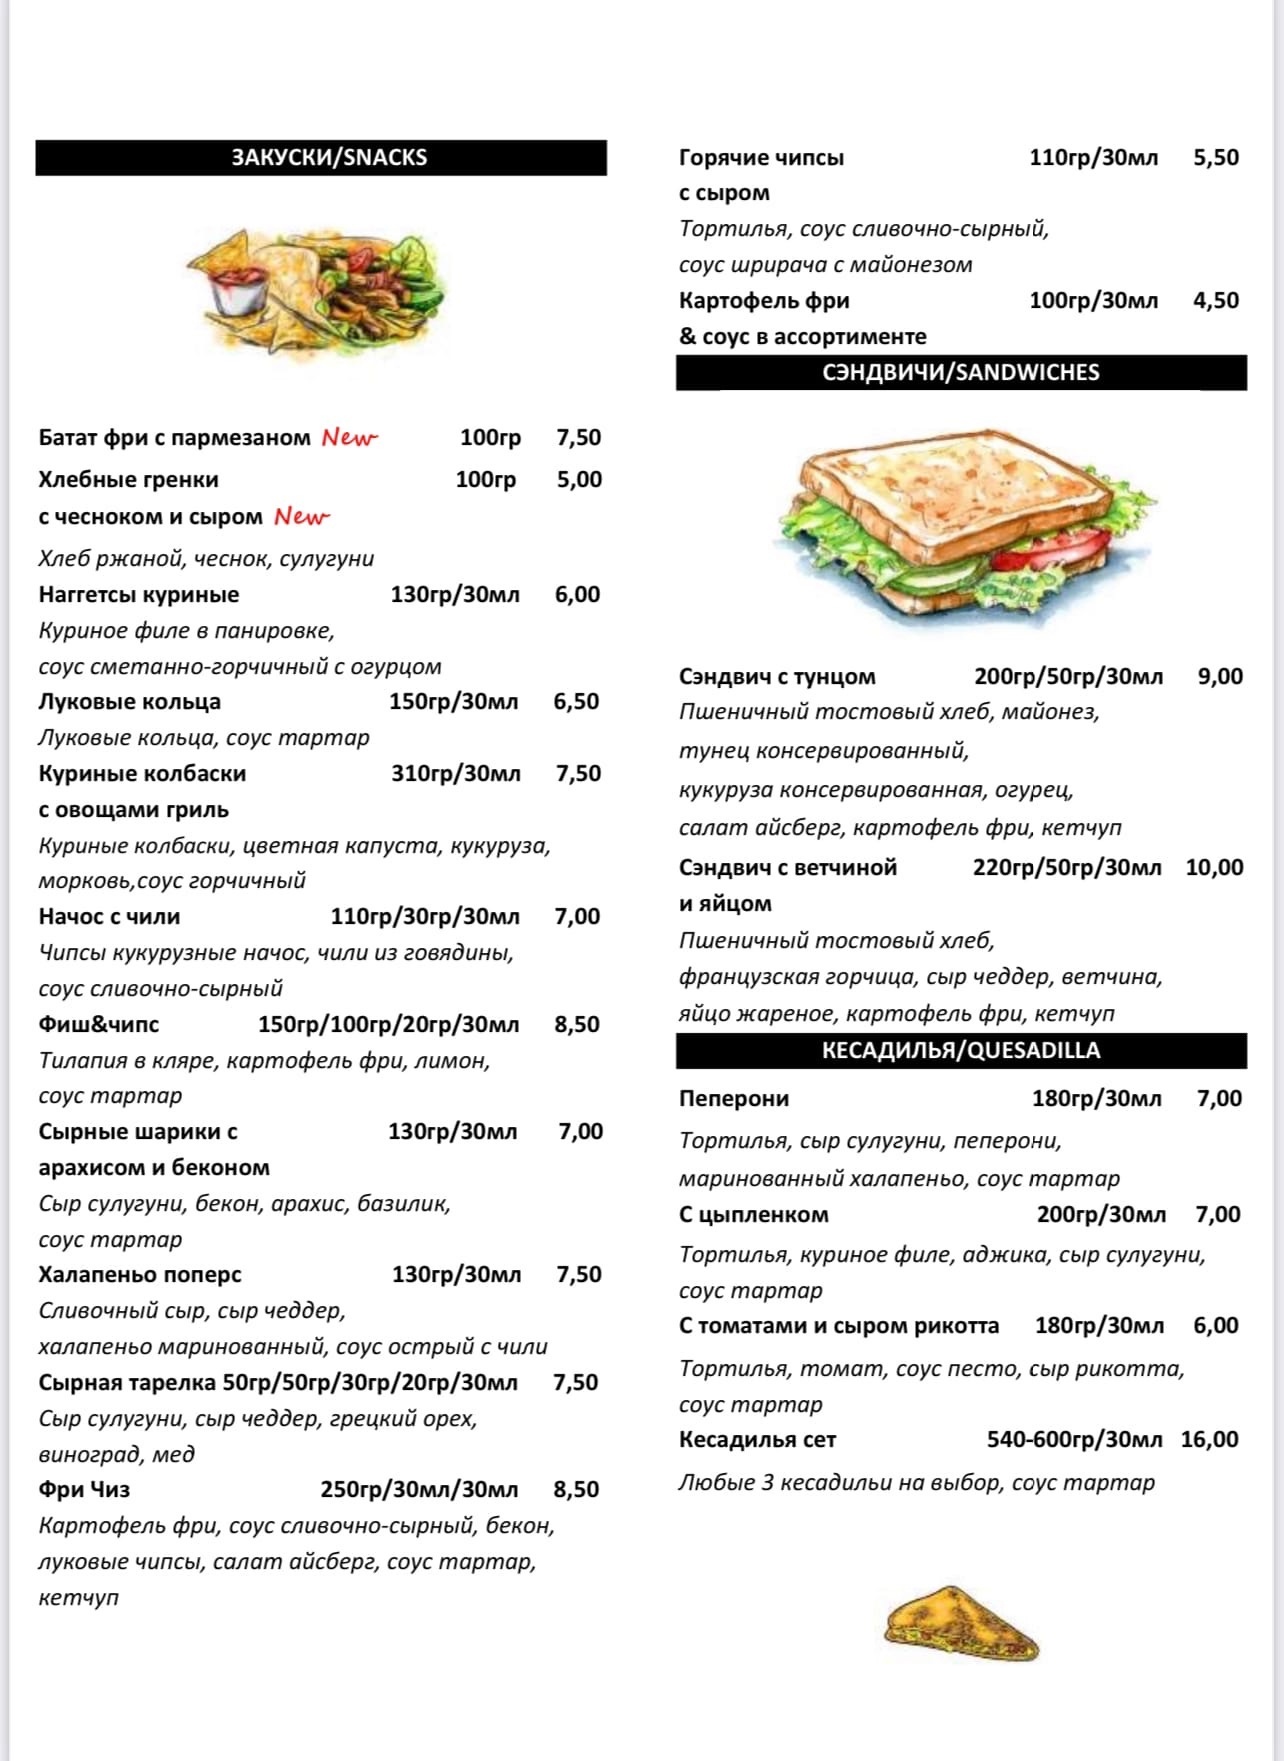 ЗАКУСКИ/SNACKS
Батат фри с пармезаном New 100гр 7,50
Хлебные гренки 100гр 5,00
с чесноком и сыром New
Хлеб ржаной, чеснок, сулугуни
Наггетсы куриные 130гр/30мл 6,00
Куриное филе в панировке,
соус сметанно-горчичный с огурцом
Луковые кольца 150гр/30мл 6,50
Луковые кольца, соус тартар
Куриные колбаски 310гр/30мл 7,50
с овощами гриль
Куриные колбаски, цветная капуста, кукуруза,
морковь,соус горчичный
Начос с чили 110гр/30гр/30мл 7,00
Чипсы кукурузные начос, чили из говядины,
соус сливочно-сырный
Фиш&чипс 150гр/100гр/20гр/30мл 8,50
Тилапия в кляре, картофель фри, лимон,
соус тартар
Сырные шарики с 130гр/30мл 7,00
арахисом и беконом
Сыр сулугуни, бекон, арахис, базилик,
соус тартар
Халапеньо поперс 130гр/30мл 7,50
Сливочный сыр, сыр чеддер,
халапеньо маринованный, соус острый с чили
Сырная тарелка 50гр/50гр/30гр/20гр/30мл 7,50
Сыр сулугуни, сыр чеддер, грецкий орех,
виноград, мед
Фри Чиз 250гр/30мл/30мл 8,50
Картофель фри, соус сливочно-сырный, бекон,
луковые чипсы, салат айсберг, соус тартар,
кетчуп
Горячие чипсы 110гр/30мл 5,50
с сыром
Тортилья, соус сливочно-сырный,
соус шрирача с майонезом
Картофель фри 100гр/30мл 4,50
& соус в ассортименте
СЭНДВИЧИ/SANDWICHES
Сэндвич с тунцом 200гр/50гр/30мл 9,00
Пшеничный тостовый хлеб, майонез,
тунец консервированный,
кукуруза консервированная, огурец,
салат айсберг, картофель фри, кетчуп
Сэндвич с ветчиной 220гр/50гр/30мл 10,00
и яйцом
Пшеничный тостовый хлеб,
французская горчица, сыр чеддер, ветчина,
яйцо жареное, картофель фри, кетчуп
КЕСАДИЛЬЯ/QUESADILLA
Пеперони 180гр/30мл 7,00
Тортилья, сыр сулугуни, пеперони,
маринованный халапеньо, соус тартар
С цыпленком 200гр/30мл 7,00
Тортилья, куриное филе, аджика, сыр сулугуни,
соус тартар
С томатами и сыром рикотта 180гр/30мл 6,00
Тортилья, томат, соус песто, сыр рикотта,
соус тартар
Кесадилья сет 540-600гр/30мл 16,00
Любые 3 кесадильи на выбор, соус тартар